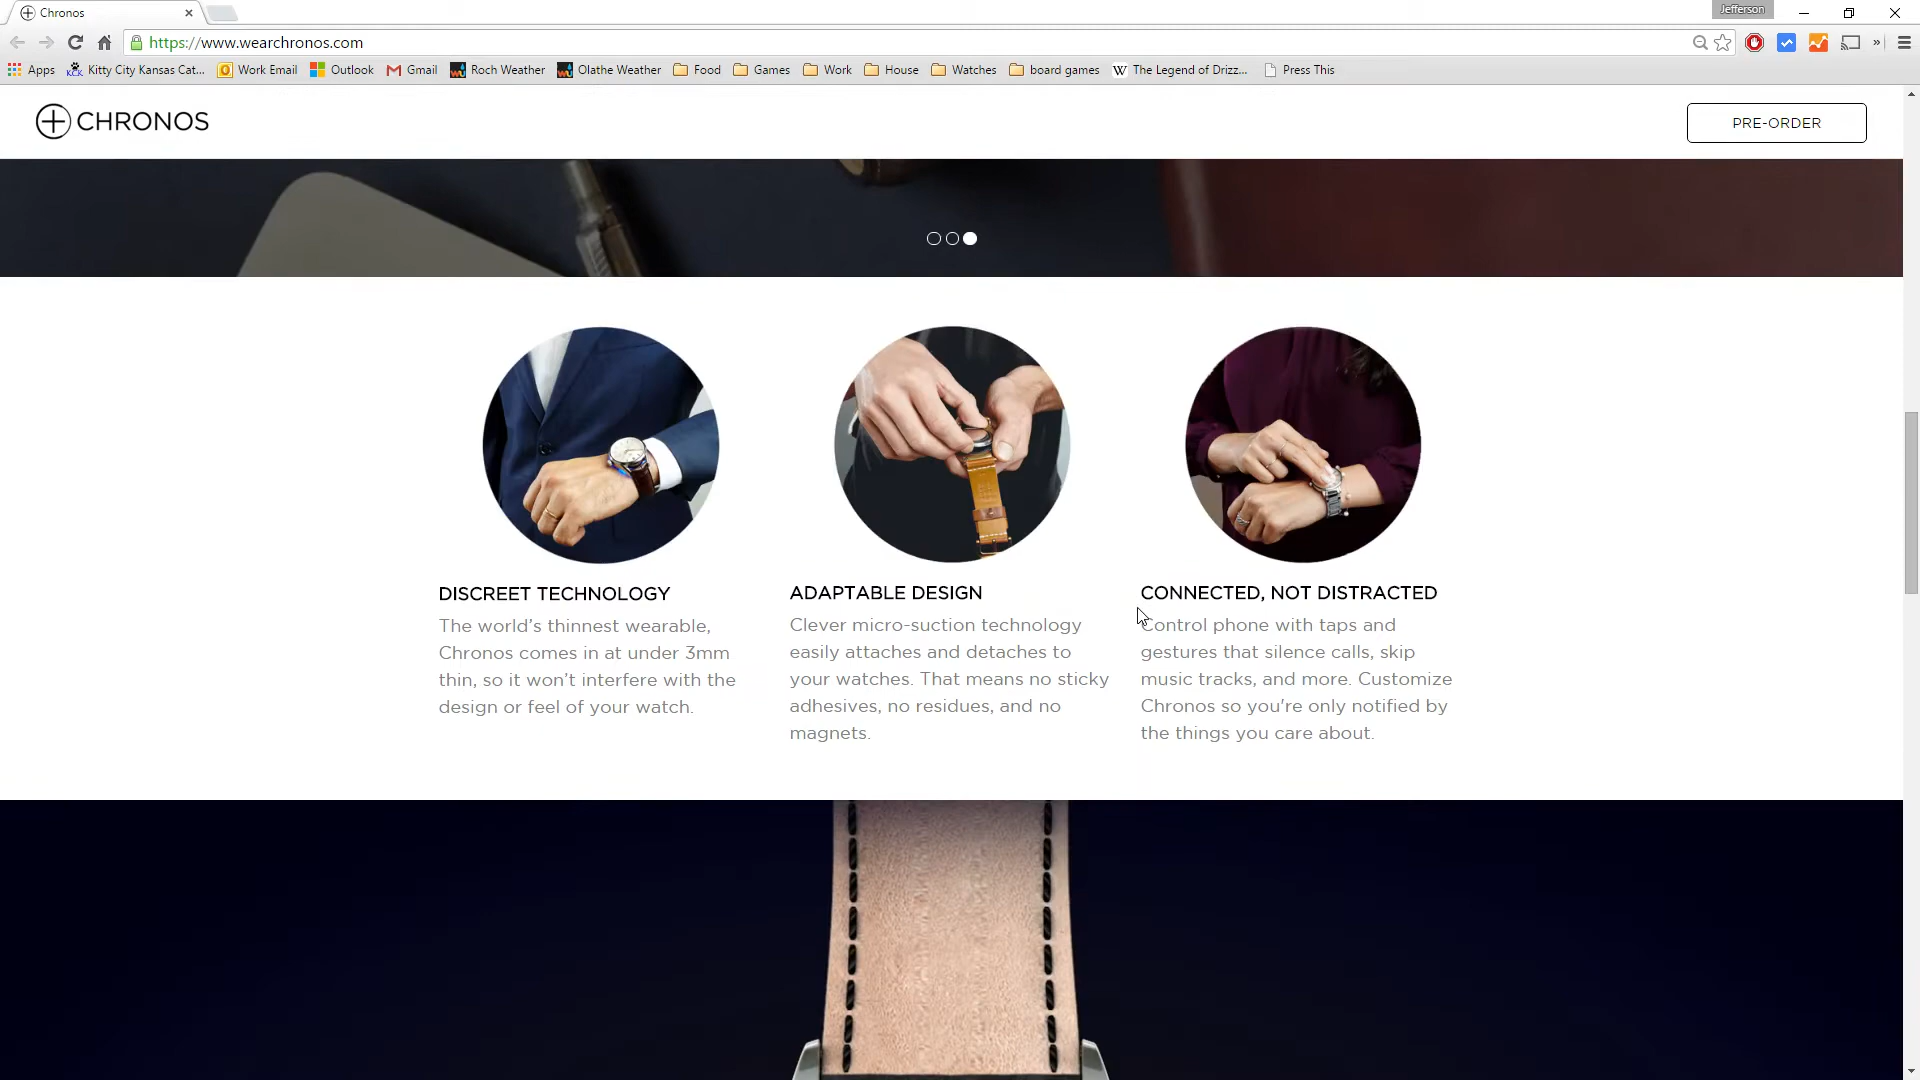 Chronos
Jefferson
https://www.wearchronos.com
Apps
Kitty City Kansas Cat...
Work Email
Outlook
Gmail
Roch Weather
Olathe Weather
Food
Games
Work
House
Watches
board games
W The Legend of Drizz...
Press This
CHRONOS
PRE-ORDER
DISCREET TECHNOLOGY
The world’s thinnest wearable,
Chronos comes in at under 3mm
thin, so it won’t interfere with the
design or feel of your watch.
ADAPTABLE DESIGN
Clever micro-suction technology
easily attaches and detaches to
your watches. That means no sticky
adhesives, no residues, and no
magnets.
CONNECTED, NOT DISTRACTED
Control phone with taps and
gestures that silence calls, skip
music tracks, and more. Customize
Chronos so you're only notified by
the things you care about.